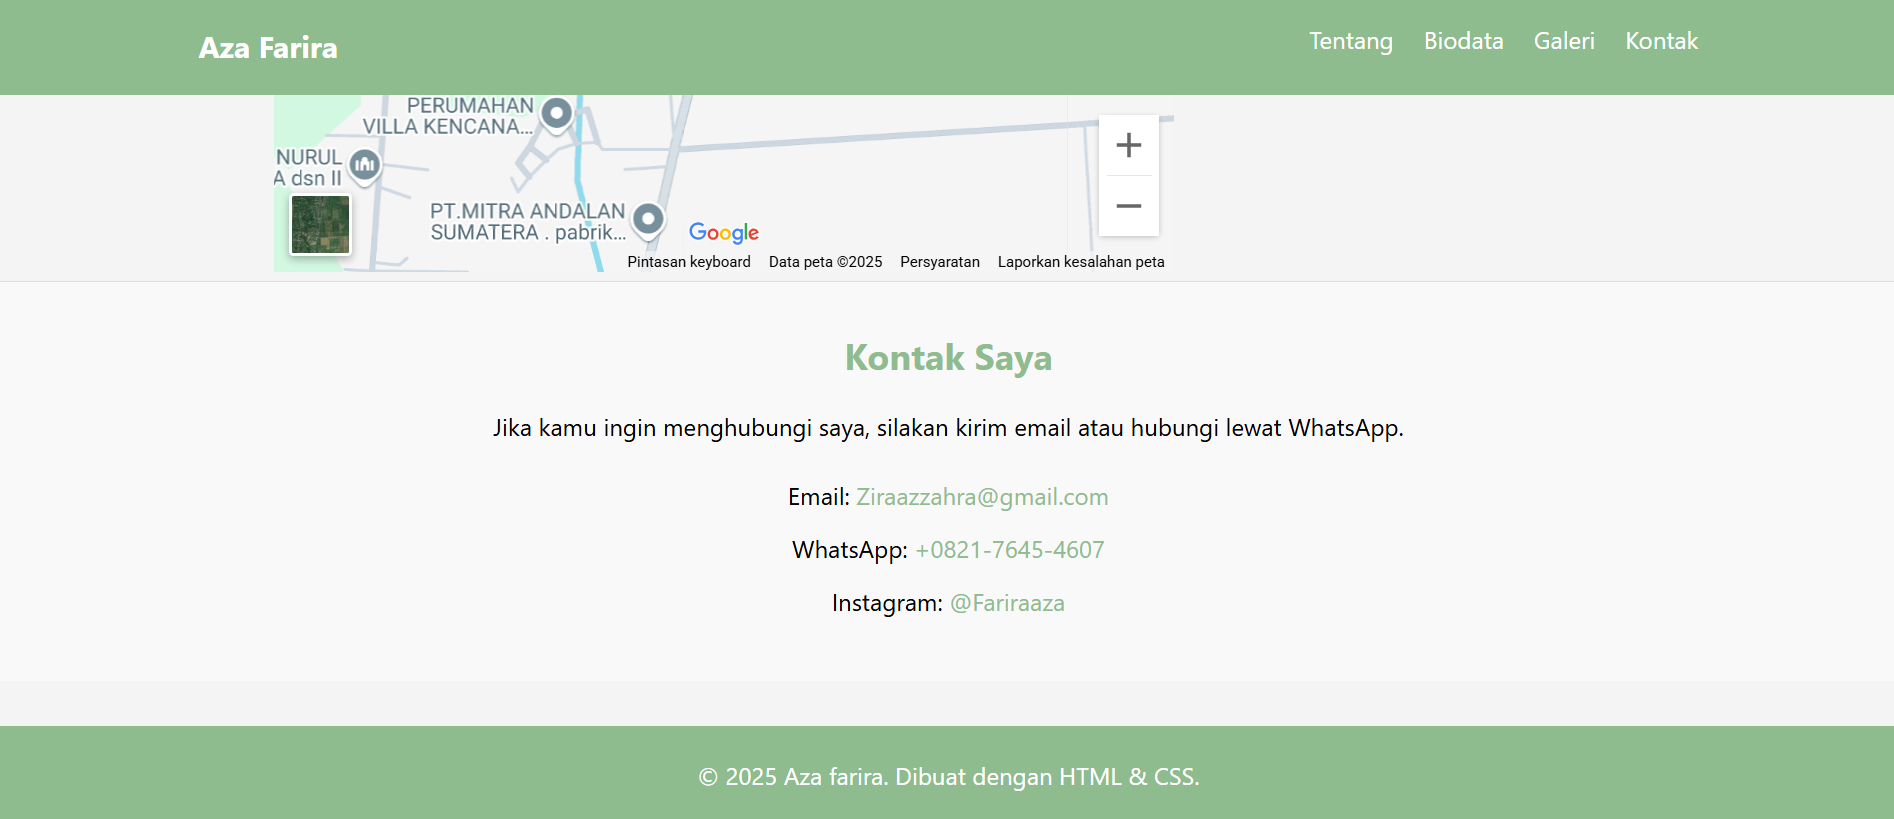 Aza Farira
Tentang Biodata Galeri Kontak
PERUMAHAN
VILLA KENCANA...
NURUL
A dsn II
PT.MITRA ANDALAN
SUMATERA . pabrik...
Google
Pintasan keyboard Data peta ©2025 Persyaratan Laporkan kesalahan peta
Kontak Saya
Jika kamu ingin menghubungi saya, silakan kirim email atau hubungi lewat WhatsApp.
Email: Ziraazzahra@gmail.com
WhatsApp: +0821-7645-4607
Instagram: @Fariraaza
© 2025 Aza farira. Dibuat dengan HTML & CSS.